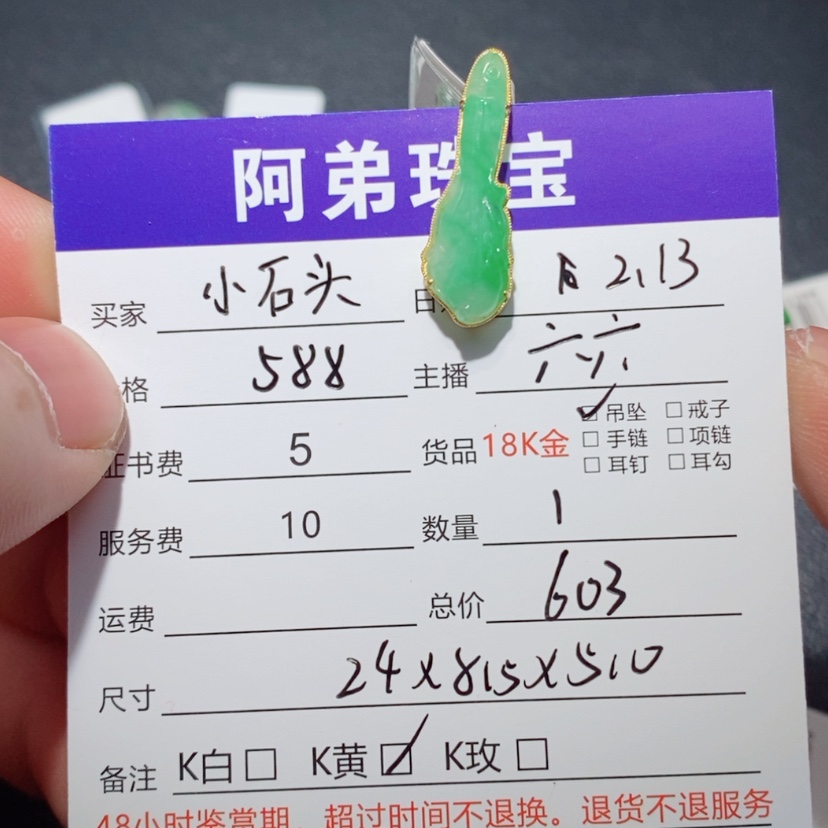 阿弟珠宝
买家 小石头 日 2.13
格 588 主播 六六
证书费 5 货品 18K金 ☑吊坠 □戒子
□手链 □项链
□耳钉 □耳勾
服务费 10 数量 1
运费 总价 603
尺寸 24×8.5×5.0
备注 K白□ K黄☑ K玫□
48小时鉴赏期，超过时间不退换。退货不退服务